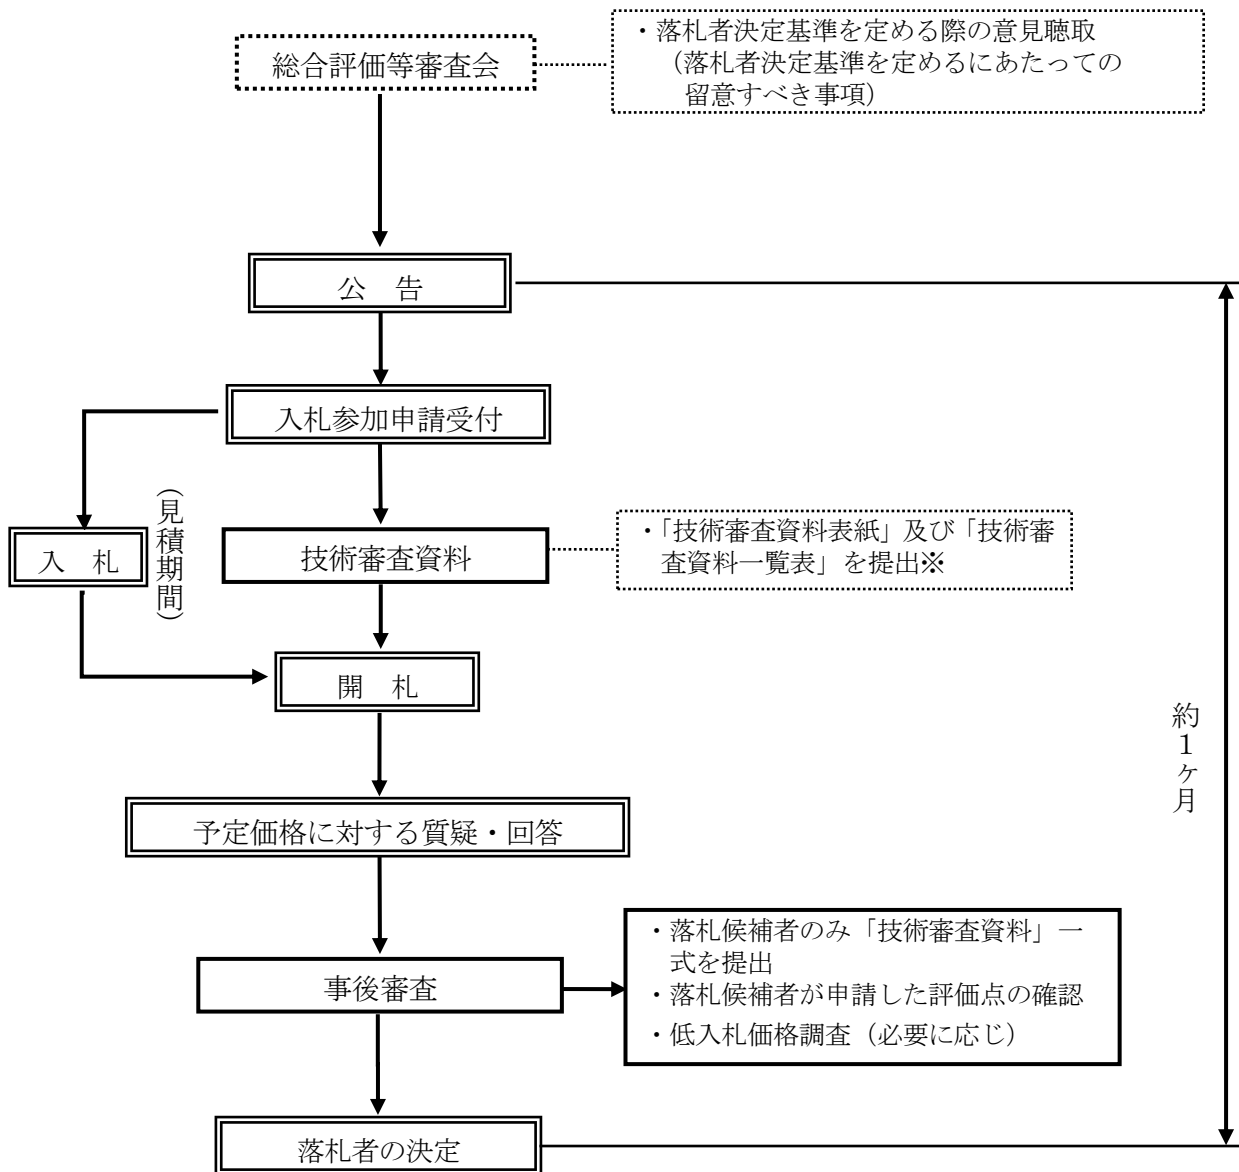 総合評価等審査会
・落札者決定基準を定める際の意見聴取
（落札者決定基準を定めるにあたっての
留意すべき事項）
公　告
入札参加申請受付
入　札
（見積期間）
技術審査資料
・「技術審査資料表紙」及び「技術審
査資料一覧表」を提出※
開　札
約１ヶ月
予定価格に対する質疑・回答
事後審査
・落札候補者のみ「技術審査資料」一
式を提出
・落札候補者が申請した評価点の確認
・低入札価格調査（必要に応じ）
落札者の決定